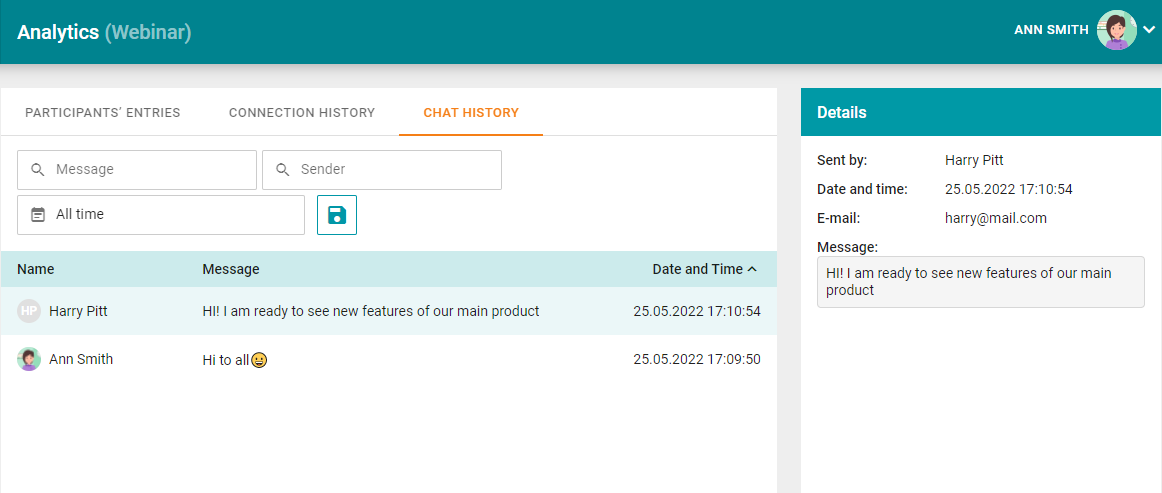 Analytics (Webinar)
ANN SMITH
PARTICIPANTS’ ENTRIES
CONNECTION HISTORY
CHAT HISTORY
Message
Sender
All time
Name
Message
Date and Time
HP
Harry Pitt
HI! I am ready to see new features of our main product
25.05.2022 17:10:54
Ann Smith
Hi to all😀
25.05.2022 17:09:50
Details
Sent by:
Harry Pitt
Date and time:
25.05.2022 17:10:54
E-mail:
harry@mail.com
Message:
HI! I am ready to see new features of our main
product